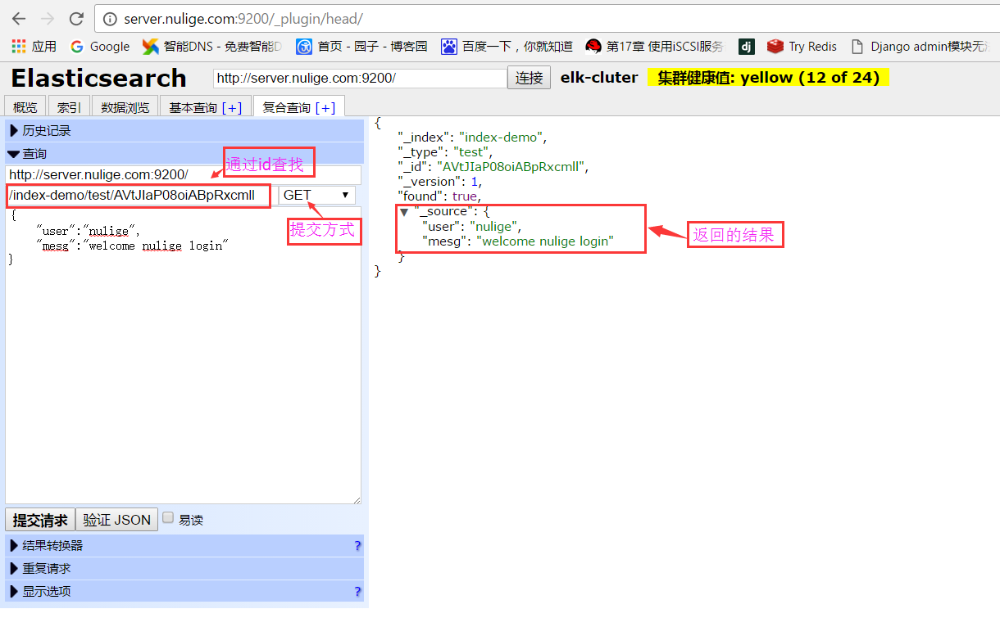 server.nulige.com:9200/_plugin/head/
应用 Google 智能DNS - 免费智能D 首页 - 园子 - 博客园 百度一下，你就知道 第17章 使用iSCSI服务 dj Try Redis Django admin模块无
Elasticsearch http://server.nulige.com:9200/ 连接 elk-cluter 集群健康值: yellow (12 of 24)
概览 索引 数据浏览 基本查询 [+] 复合查询 [+]
历史记录
查询
通过id查找
http://server.nulige.com:9200/
/index-demo/test/AVtJIaP08oiABpRxcmll GET
提交方式
{
"user":"nulige",
"mesg":"welcome nulige login"
}
提交请求 验证 JSON 易读
结果转换器 ?
重复请求
显示选项 ?
{
"_index": "index-demo",
"_type": "test",
"_id": "AVtJIaP08oiABpRxcmll",
"_version": 1,
"found": true,
"_source": {
"user": "nulige",
"mesg": "welcome nulige login"
}
}
返回的结果